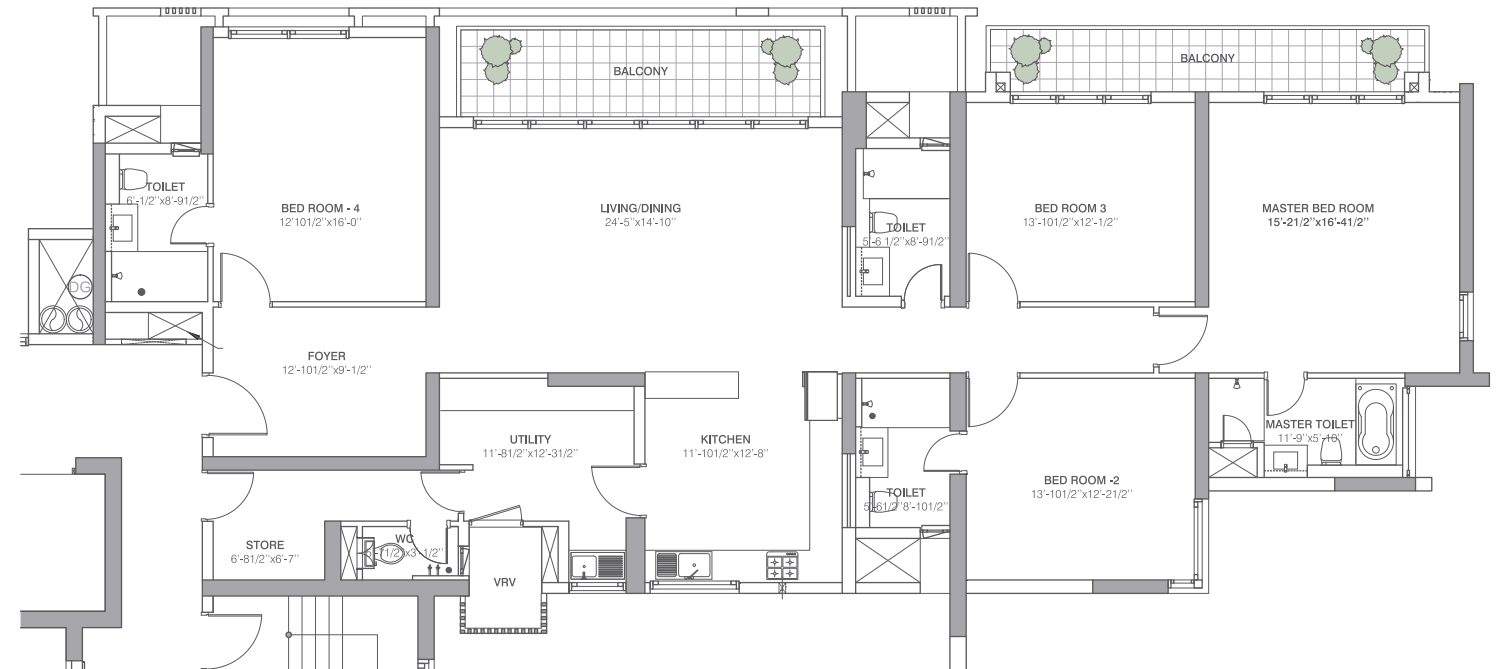 BALCONY
BALCONY
TOILET
6'-1/2"x8'-91/2"
BED ROOM - 4
12'101/2"x16'-0"
LIVING/DINING
24'-5"x14'-10"
TOILET
5'-6 1/2"x8'-91/2"
BED ROOM 3
13'-101/2"x12'-1/2"
MASTER BED ROOM
15'-21/2"x16'-41/2"
DG
FOYER
12'-101/2"x9'-1/2"
UTILITY
11'-81/2"x12'-31/2"
KITCHEN
11'-101/2"x12'-8"
MASTER TOILET
11'-9"x5'-10"
TOILET
5'-61/2"8'-101/2"
BED ROOM -2
13'-101/2"x12'-21/2"
STORE
6'-81/2"x6'-7"
WC
VRV